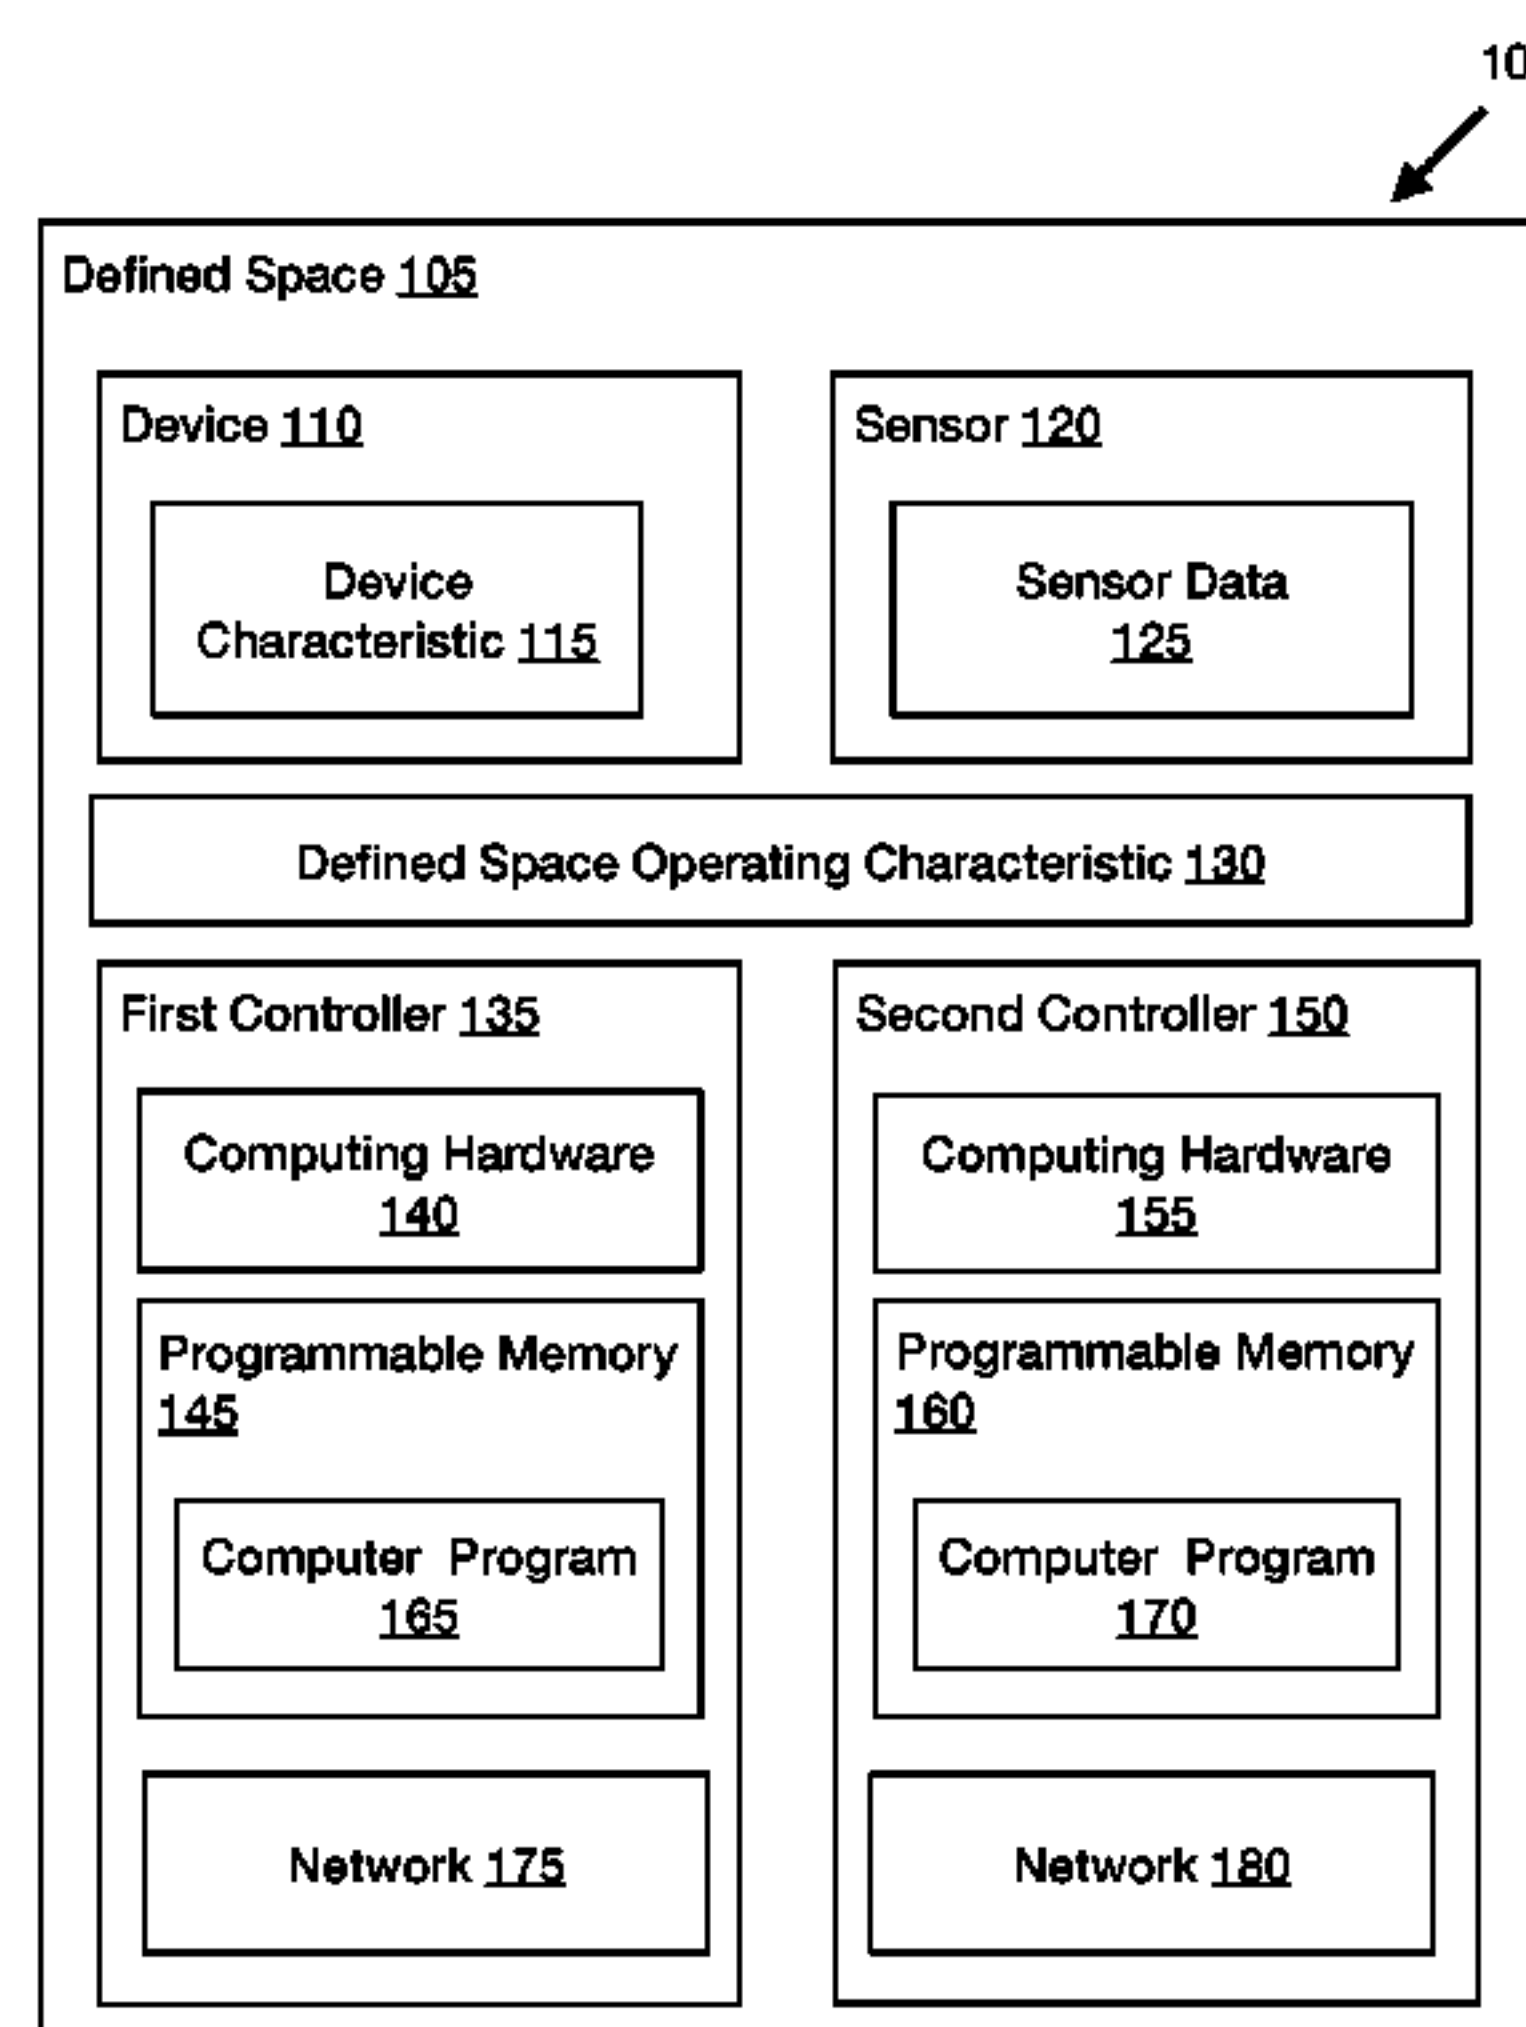 10
Defined Space 105
Device 110
Device
Characteristic 115
Sensor 120
Sensor Data
125
Defined Space Operating Characteristic 130
First Controller 135
Computing Hardware
140
Programmable Memory
145
Computer Program
165
Network 175
Second Controller 150
Computing Hardware
155
Programmable Memory
160
Computer Program
170
Network 180